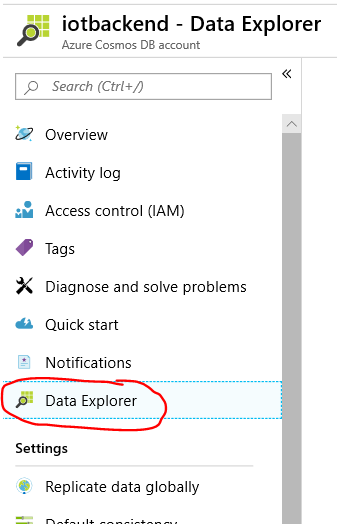 iotbackend - Data Explorer
Azure Cosmos DB account
«
Search (Ctrl+/)
Overview
Activity log
Access control (IAM)
Tags
Diagnose and solve problems
Quick start
Notifications
Data Explorer
Settings
Replicate data globally
Default consistency